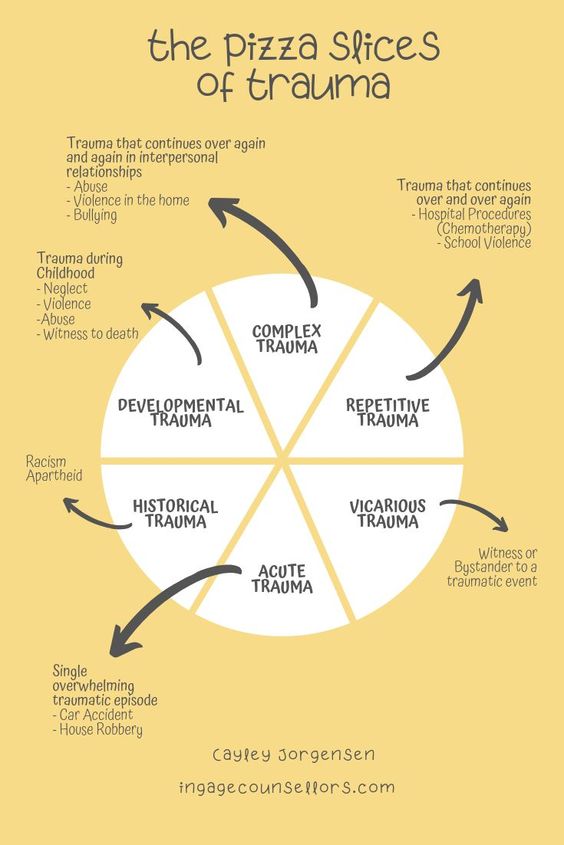 the pizza slices
of trauma
Trauma that continues over again
and again in interpersonal
relationships
- Abuse
- Violence in the home
- Bullying
Trauma that continues
over and over again
- Hospital Procedures
(Chemotherapy)
- School Violence
Trauma during
Childhood
- Neglect
- Violence
-Abuse
- Witness to death
COMPLEX
TRAUMA
DEVELOPMENTAL
TRAUMA
REPETITIVE
TRAUMA
Racism
Apartheid
HISTORICAL
TRAUMA
VICARIOUS
TRAUMA
Witness or
Bystander to a
traumatic event
ACUTE
TRAUMA
Single
overwhelming
traumatic episode
- Car Accident
- House Robbery
Cayley Jorgensen
ingagecounsellors.com